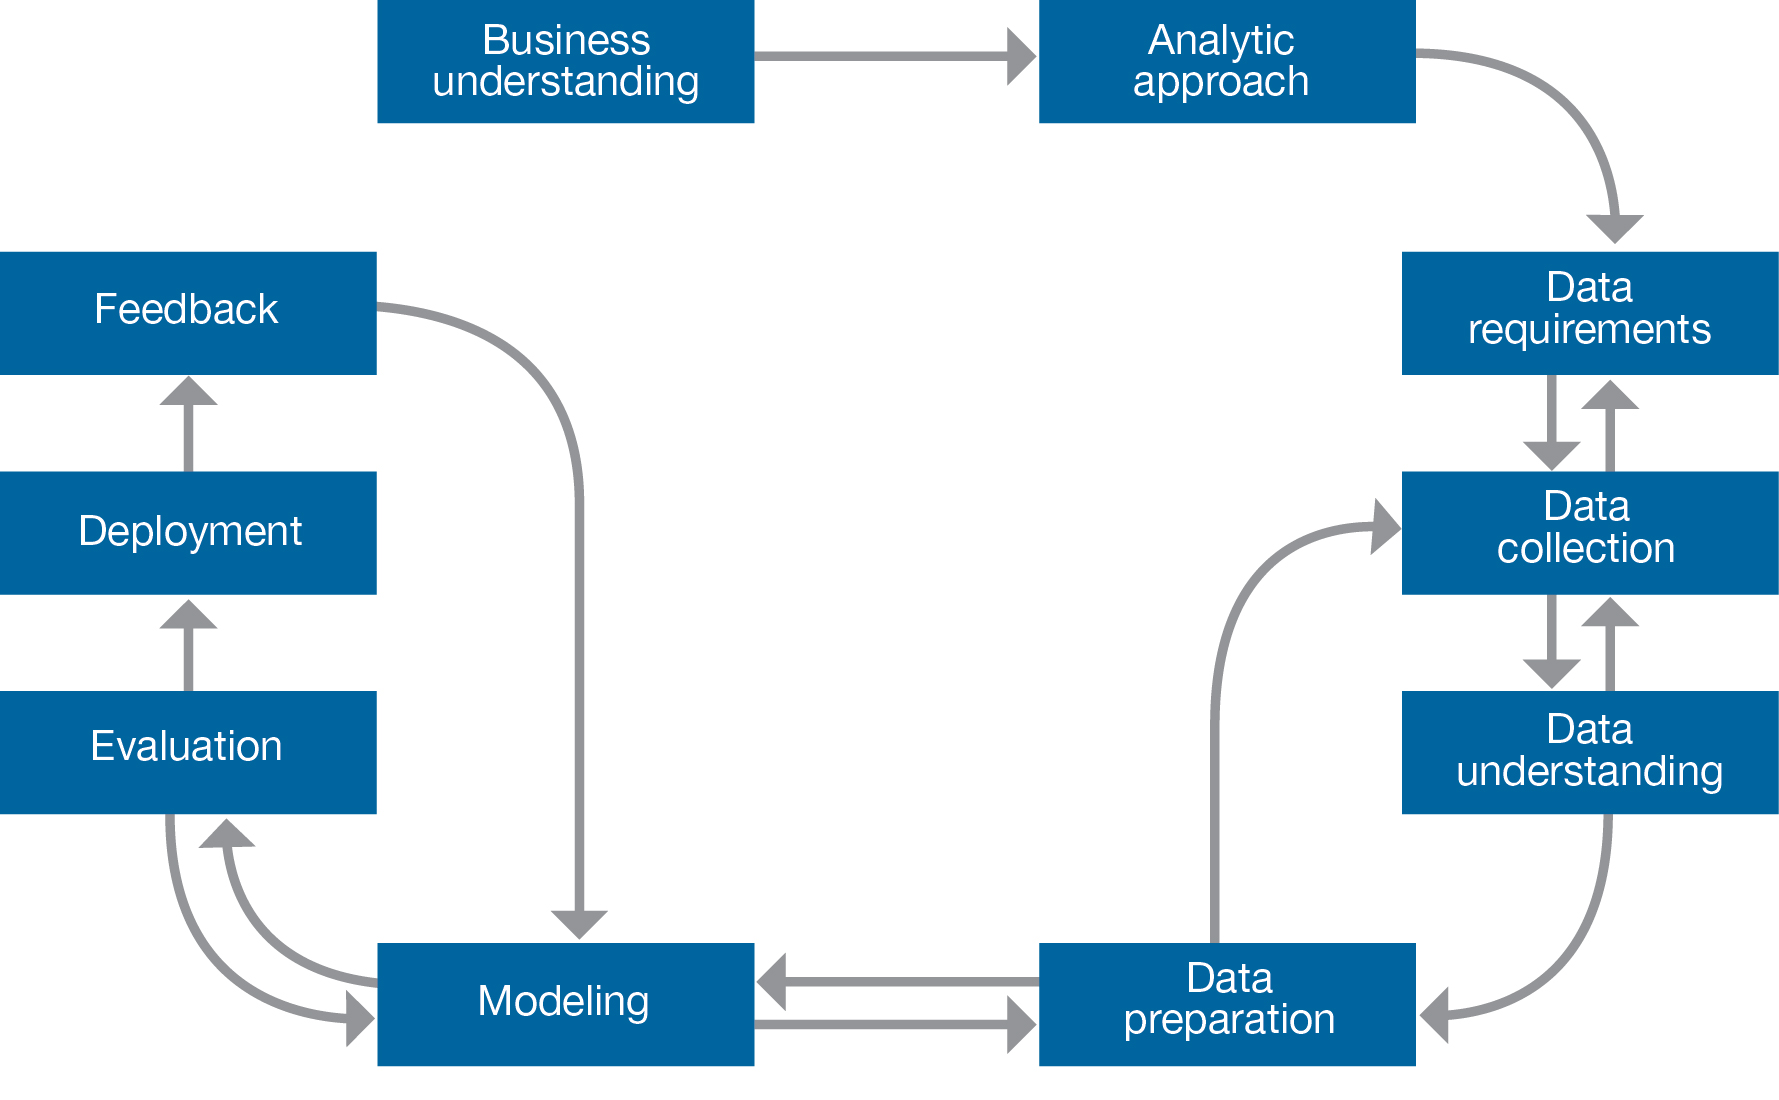 Business
understanding
Analytic
approach
Data
requirements
Data
collection
Data
understanding
Data
preparation
Modeling
Evaluation
Deployment
Feedback